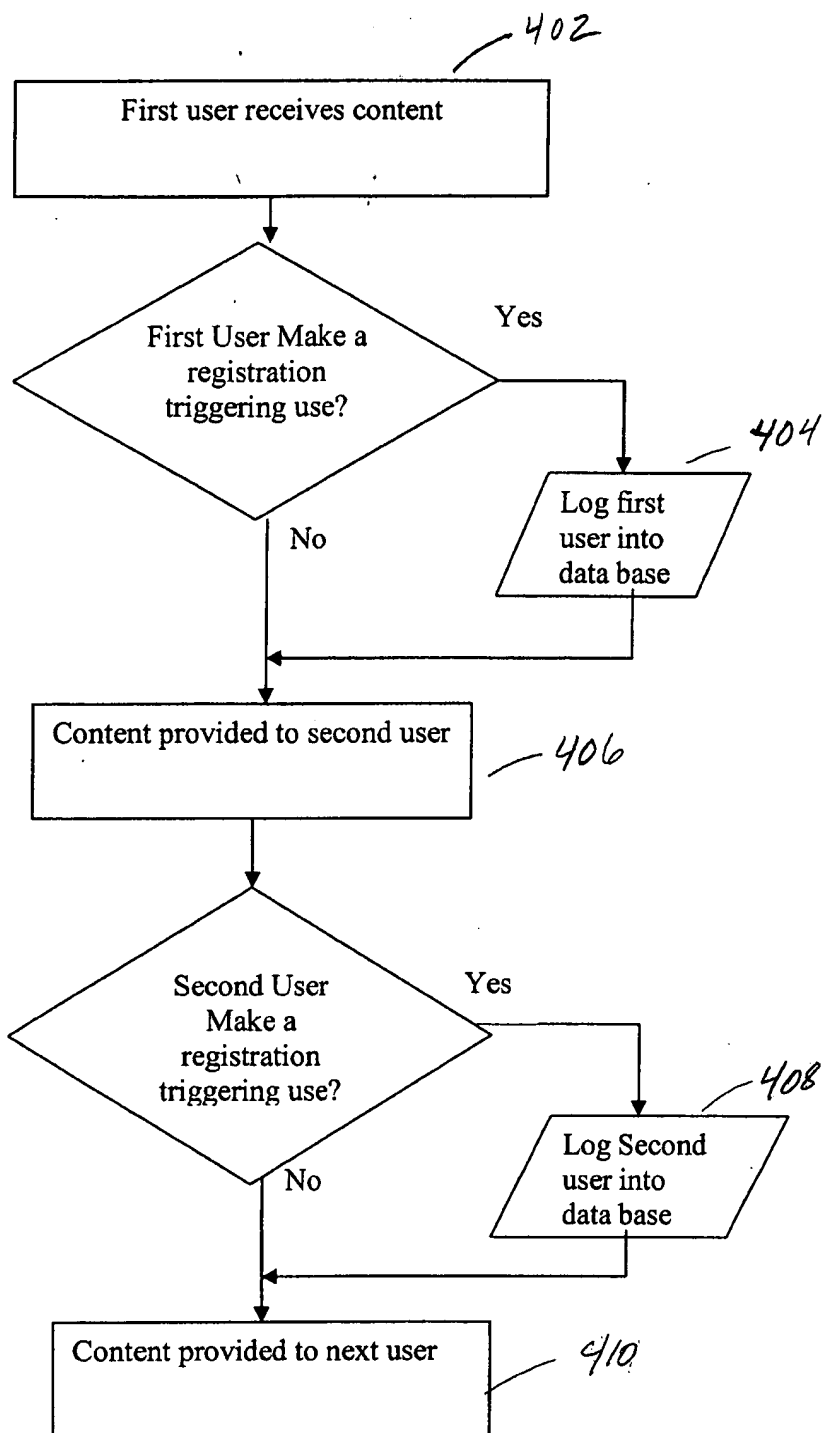 402
First user receives content
First User Make a
registration
triggering use?
Yes
No
404
Log first
user into
data base
Content provided to second user
406
Second User
Make a
registration
triggering use?
Yes
No
408
Log Second
user into
data base
Content provided to next user
410